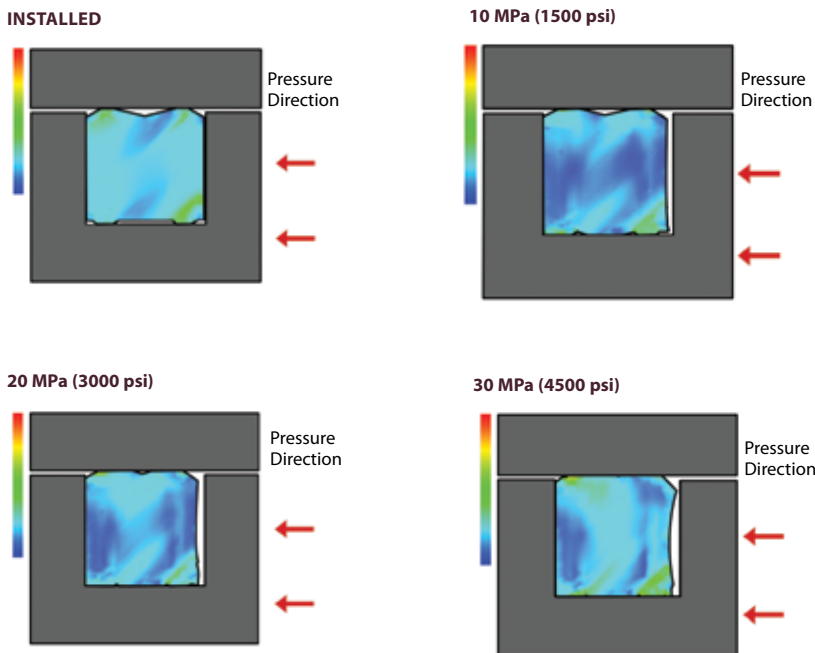 INSTALLED
Pressure
Direction
10 MPa (1500 psi)
Pressure
Direction
20 MPa (3000 psi)
Pressure
Direction
30 MPa (4500 psi)
Pressure
Direction